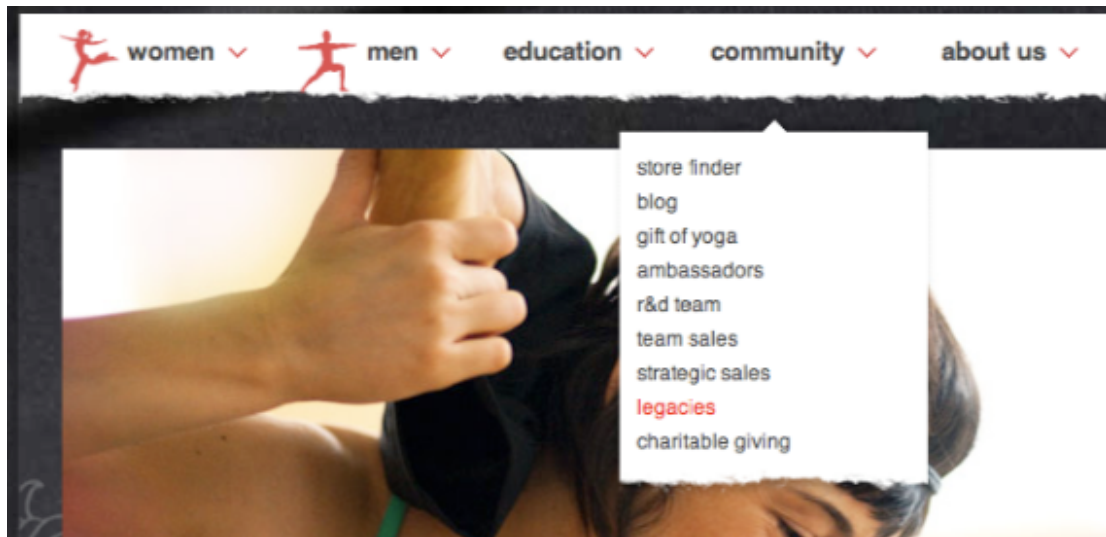 women men education community about us
store finder
blog
gift of yoga
ambassadors
r&d team
team sales
strategic sales
legacies
charitable giving